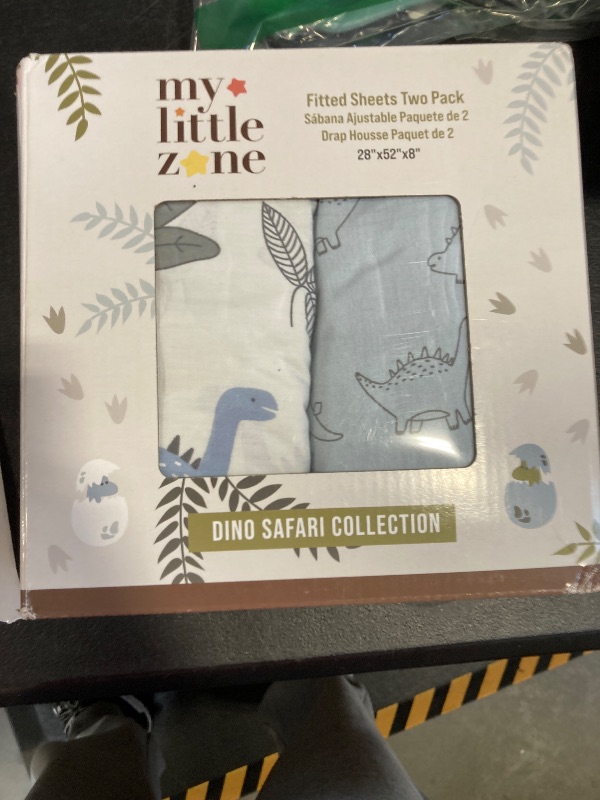 my
little
zone
Fitted Sheets Two Pack
Sábana Ajustable Paquete de 2
Drap Housse Paquet de 2
28"x52"x8"
DINO SAFARI COLLECTION